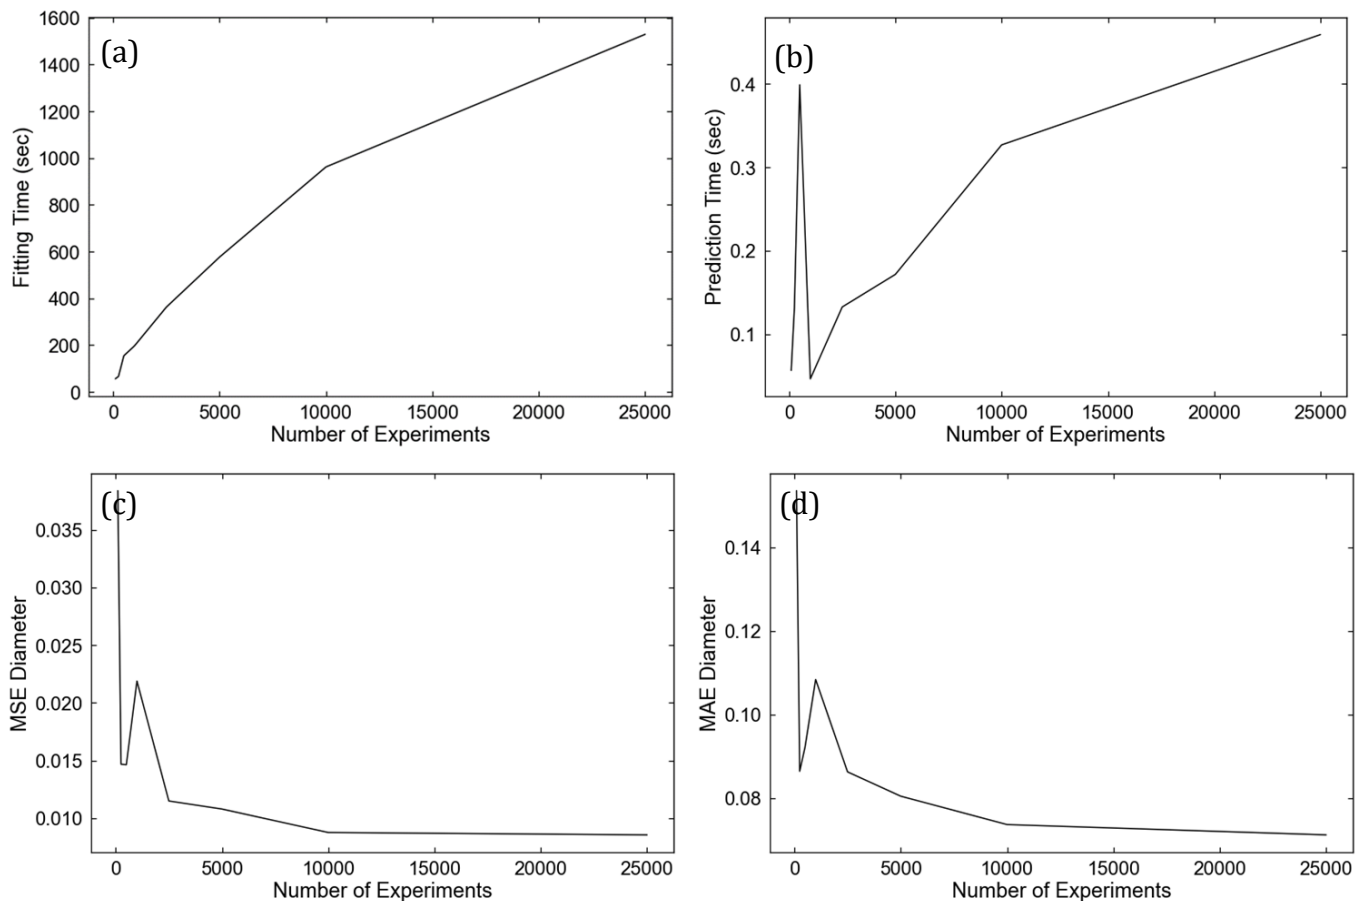 (a)
Fitting Time (sec)
1600
1400
1200
1000
800
600
400
200
0
0 5000 10000 15000 20000 25000
Number of Experiments
(b)
Prediction Time (sec)
0.4
0.3
0.2
0.1
0 5000 10000 15000 20000 25000
Number of Experiments
(c)
MSE Diameter
0.035
0.030
0.025
0.020
0.015
0.010
0 5000 10000 15000 20000 25000
Number of Experiments
(d)
MAE Diameter
0.14
0.12
0.10
0.08
0 5000 10000 15000 20000 25000
Number of Experiments